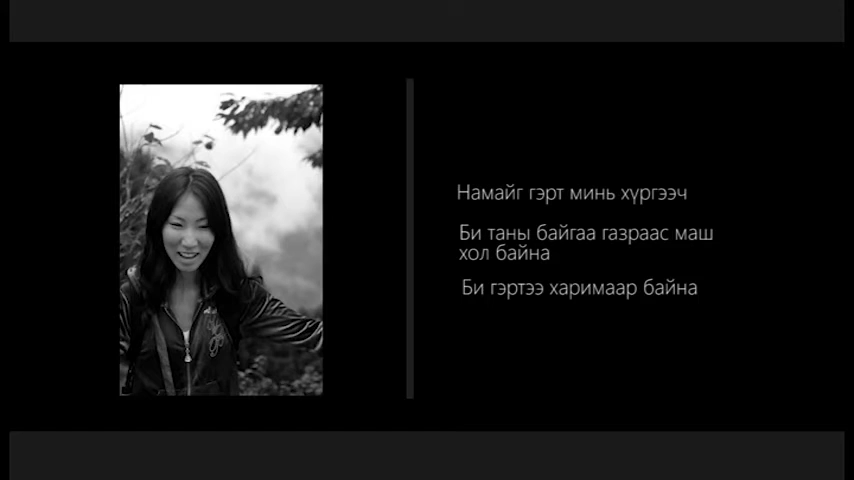 Намайг гэрт минь хүргээч
Би таны байгаа газраас маш
хол байна
Би гэртээ харимаар байна